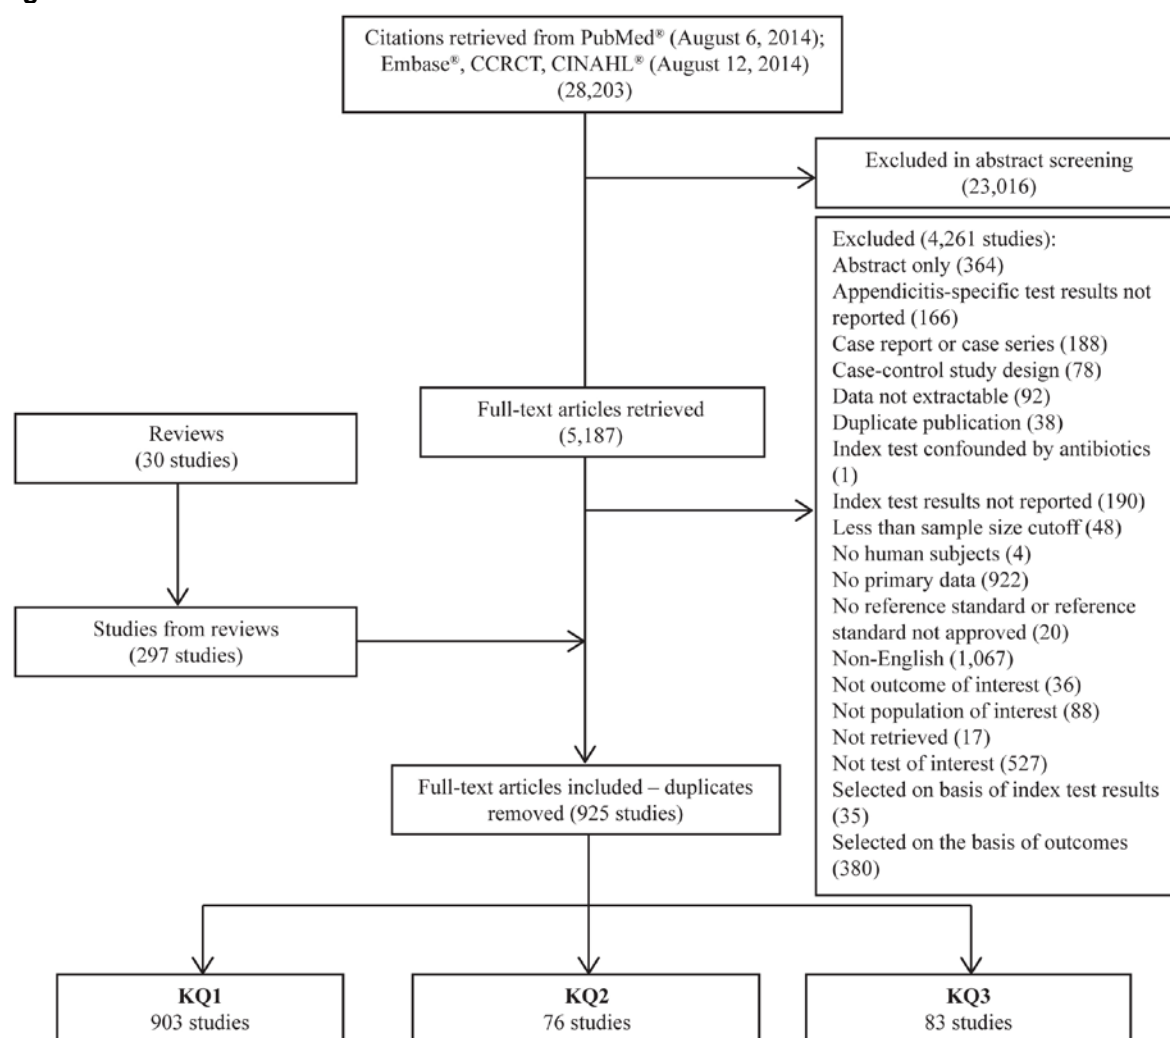 Citations retrieved from PubMed® (August 6, 2014);
Embase®, CCRCT, CINAHL® (August 12, 2014)
(28,203)
Excluded in abstract screening
(23,016)
Excluded (4,261 studies):
Abstract only (364)
Appendicitis-specific test results not
reported (166)
Case report or case series (188)
Case-control study design (78)
Data not extractable (92)
Duplicate publication (38)
Index test confounded by antibiotics
(1)
Index test results not reported (190)
Less than sample size cutoff (48)
No human subjects (4)
No primary data (922)
No reference standard or reference
standard not approved (20)
Non-English (1,067)
Not outcome of interest (36)
Not population of interest (88)
Not retrieved (17)
Not test of interest (527)
Selected on basis of index test results
(35)
Selected on the basis of outcomes
(380)
Full-text articles retrieved
(5,187)
Reviews
(30 studies)
Studies from reviews
(297 studies)
Full-text articles included – duplicates
removed (925 studies)
KQ1
903 studies
KQ2
76 studies
KQ3
83 studies